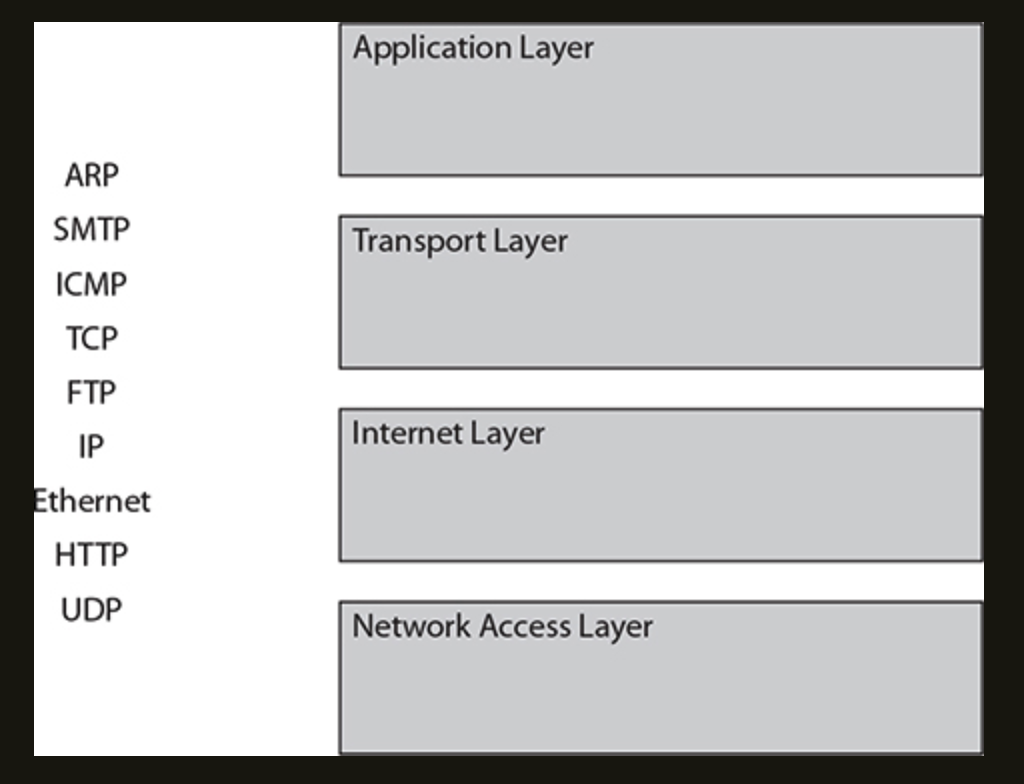 Application Layer
ARP
SMTP
Transport Layer
ICMP
TCP
FTP
Internet Layer
IP
Ethernet
HTTP
UDP
Network Access Layer